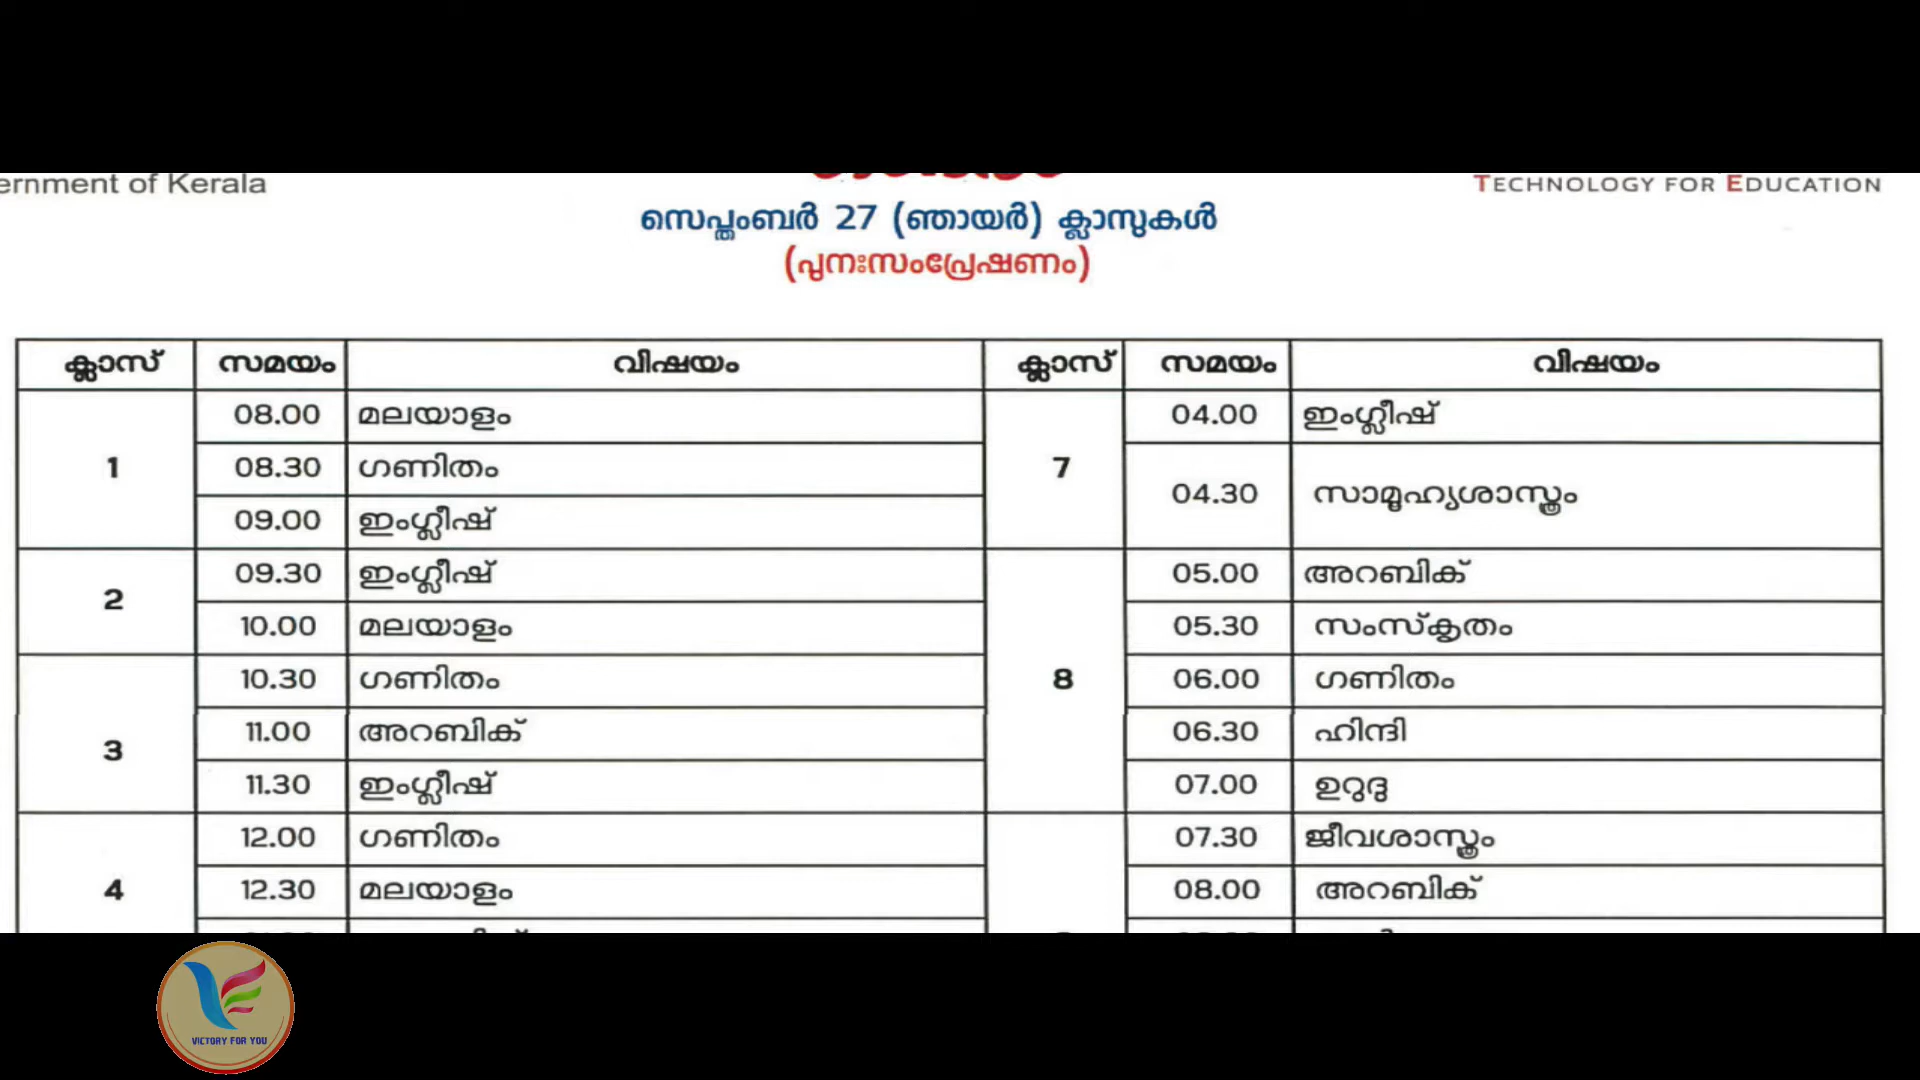 ernment of Kerala
TECHNOLOGY FOR EDUCATION
സെപ്തംബർ 27 (ഞായർ) ക്ലാസുകൾ
(പുനഃസംപ്രേഷണം)
ക്ലാസ് സമയം വിഷയം ക്ലാസ് സമയം വിഷയം
1 08.00 മലയാളം 7 04.00 ഇംഗ്ലീഷ്
08.30 ഗണിതം 04.30 സാമൂഹ്യശാസ്ത്രം
09.00 ഇംഗ്ലീഷ്
2 09.30 ഇംഗ്ലീഷ് 8 05.00 അറബിക്
10.00 മലയാളം 05.30 സംസ്കൃതം
3 10.30 ഗണിതം 06.00 ഗണിതം
11.00 അറബിക് 06.30 ഹിന്ദി
11.30 ഇംഗ്ലീഷ് 07.00 ഉറുദു
4 12.00 ഗണിതം 07.30 ജീവശാസ്ത്രം
12.30 മലയാളം 08.00 അറബിക്
VICTORY FOR YOU